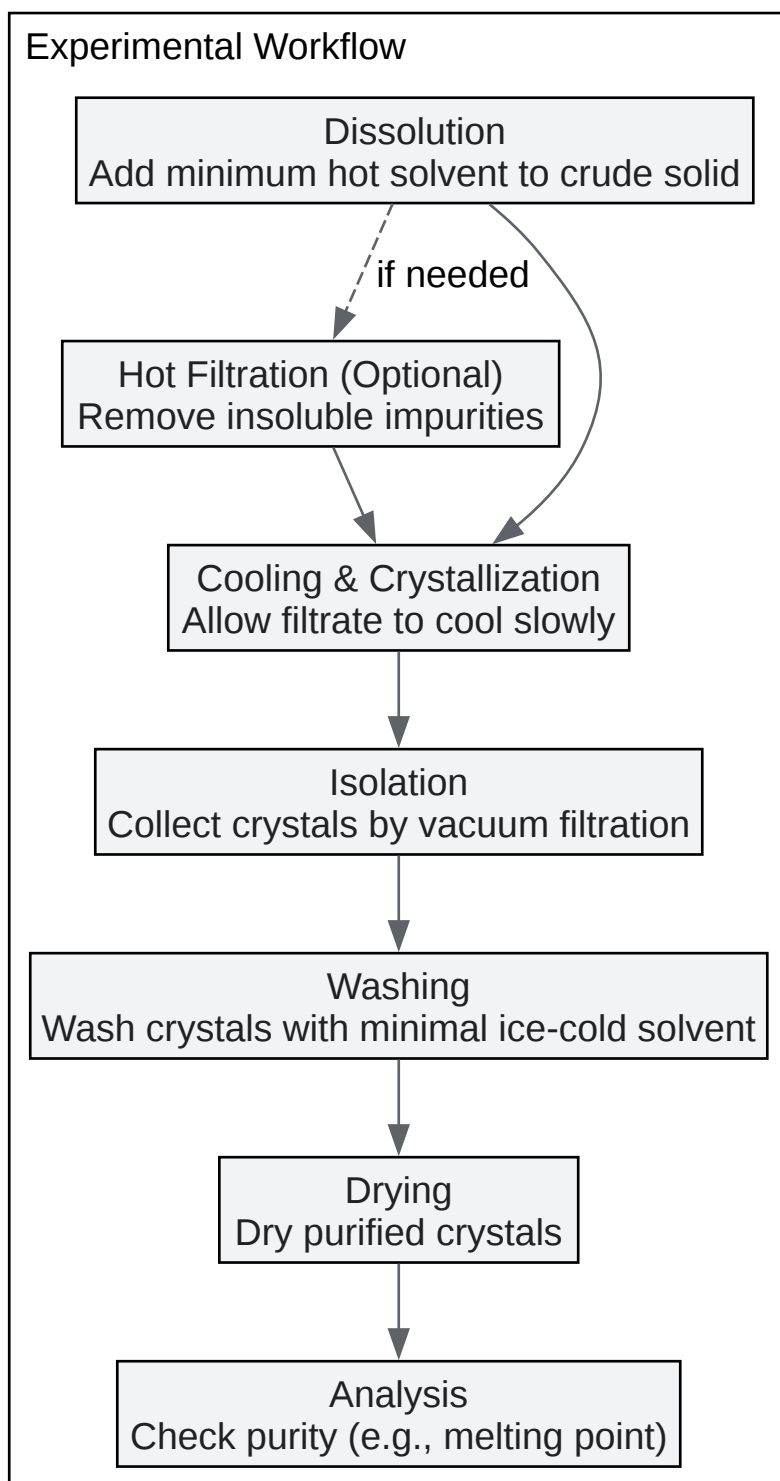 Experimental Workflow
Dissolution
Add minimum hot solvent to crude solid
if needed
Hot Filtration (Optional)
Remove insoluble impurities
Cooling & Crystallization
Allow filtrate to cool slowly
Isolation
Collect crystals by vacuum filtration
Washing
Wash crystals with minimal ice-cold solvent
Drying
Dry purified crystals
Analysis
Check purity (e.g., melting point)